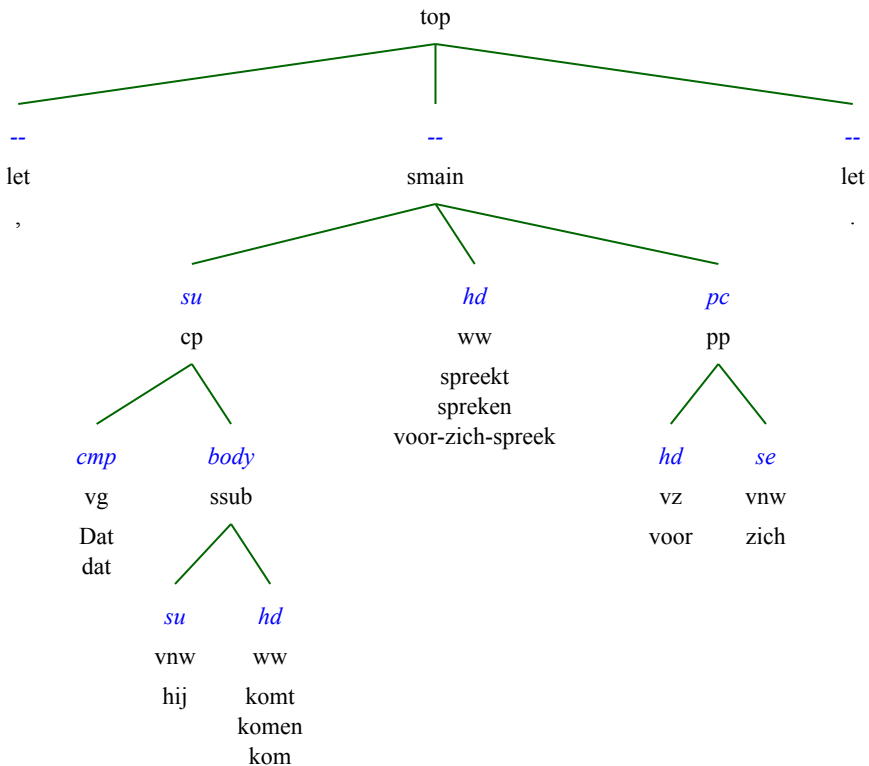 top
-- -- --
let smain let
, .
su hd pc
cp ww pp
spreekt
spreken
voor-zich-spreek
cmp body hd se
vg ssub vz vnw
Dat voor zich
dat
su hd
vnw ww
hij komt
komen
kom